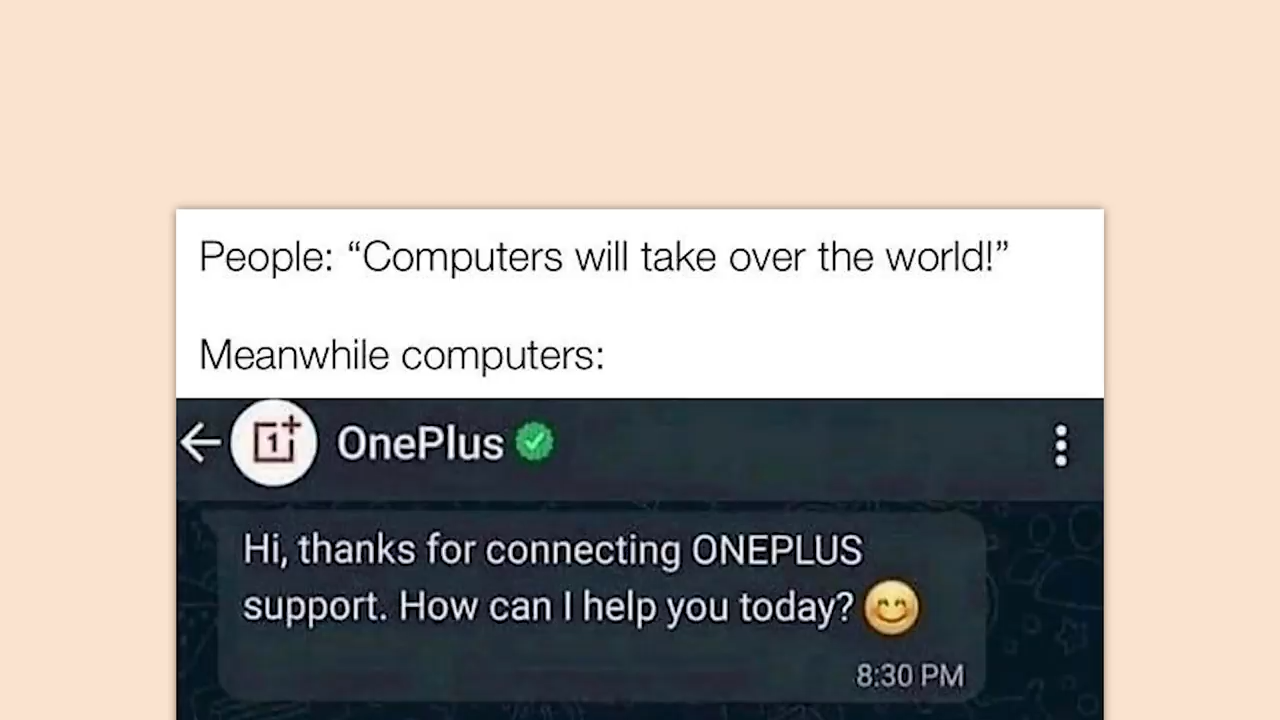 People: “Computers will take over the world!”
Meanwhile computers:
OnePlus
Hi, thanks for connecting ONEPLUS
support. How can I help you today? 😊
8:30 PM